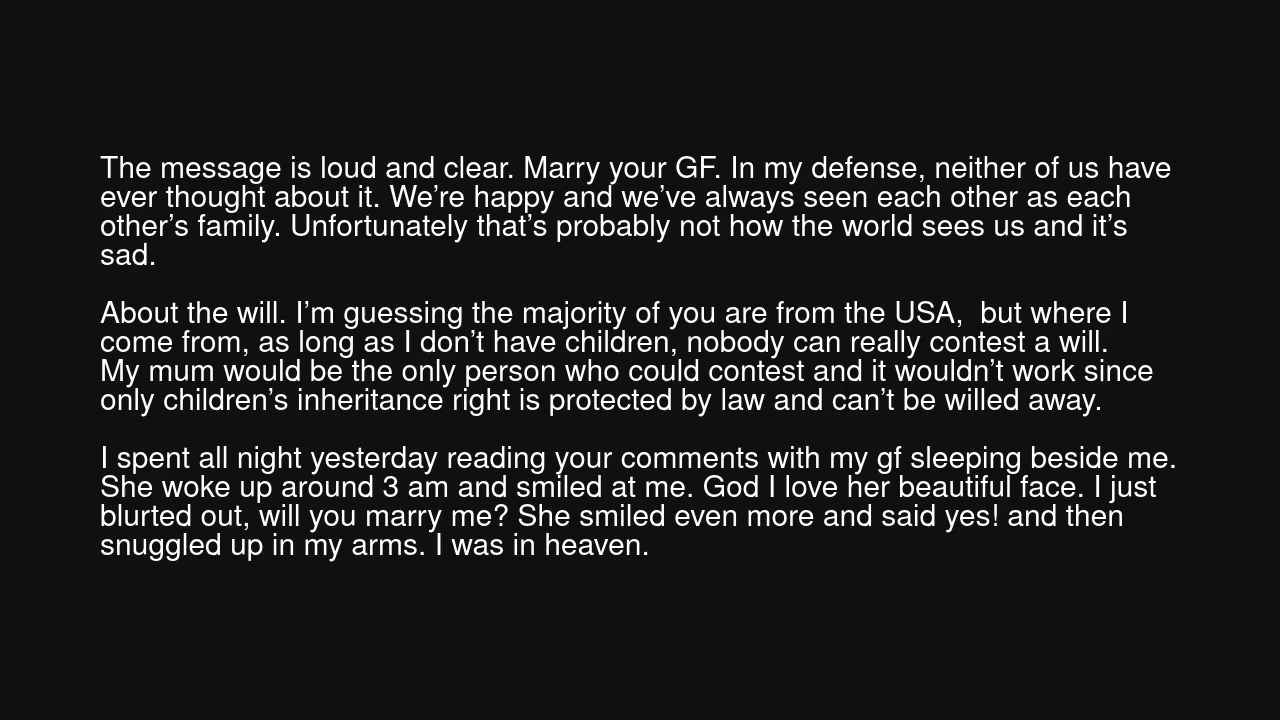 The message is loud and clear. Marry your GF. In my defense, neither of us have
ever thought about it. We’re happy and we’ve always seen each other as each
other’s family. Unfortunately that’s probably not how the world sees us and it’s
sad.
About the will. I’m guessing the majority of you are from the USA,  but where I
come from, as long as I don’t have children, nobody can really contest a will.
My mum would be the only person who could contest and it wouldn’t work since
only children’s inheritance right is protected by law and can’t be willed away.
I spent all night yesterday reading your comments with my gf sleeping beside me.
She woke up around 3 am and smiled at me. God I love her beautiful face. I just
blurted out, will you marry me? She smiled even more and said yes! and then
snuggled up in my arms. I was in heaven.